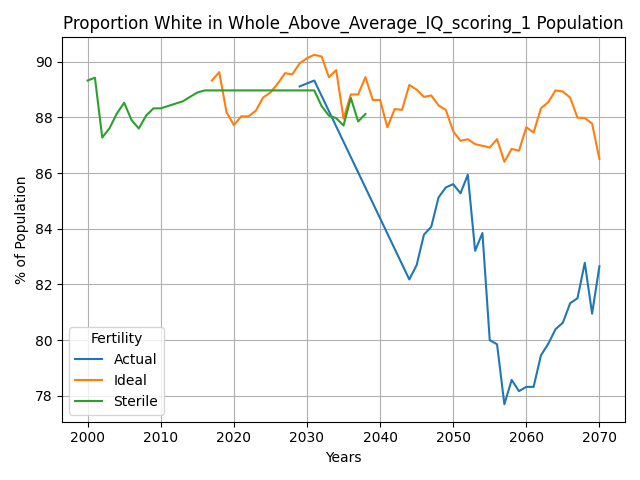 Proportion White in Whole_Above_Average_IQ_scoring_1 Population
% of Population
90
88
86
84
82
80
78
Fertility
Actual
Ideal
Sterile
2000 2010 2020 2030 2040 2050 2060 2070
Years